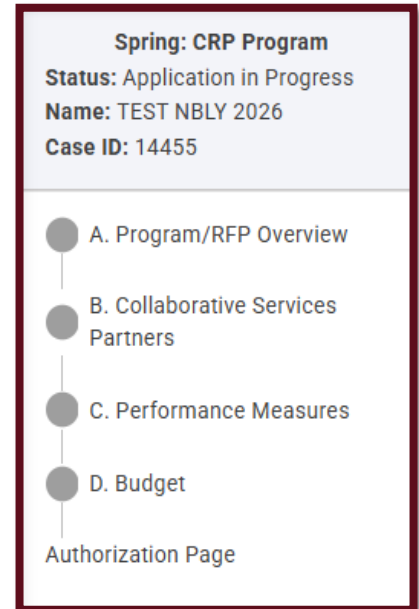 Spring: CRP Program
Status: Application in Progress
Name: TEST NBLY 2026
Case ID: 14455
A. Program/RFP Overview
B. Collaborative Services
Partners
C. Performance Measures
D. Budget
Authorization Page